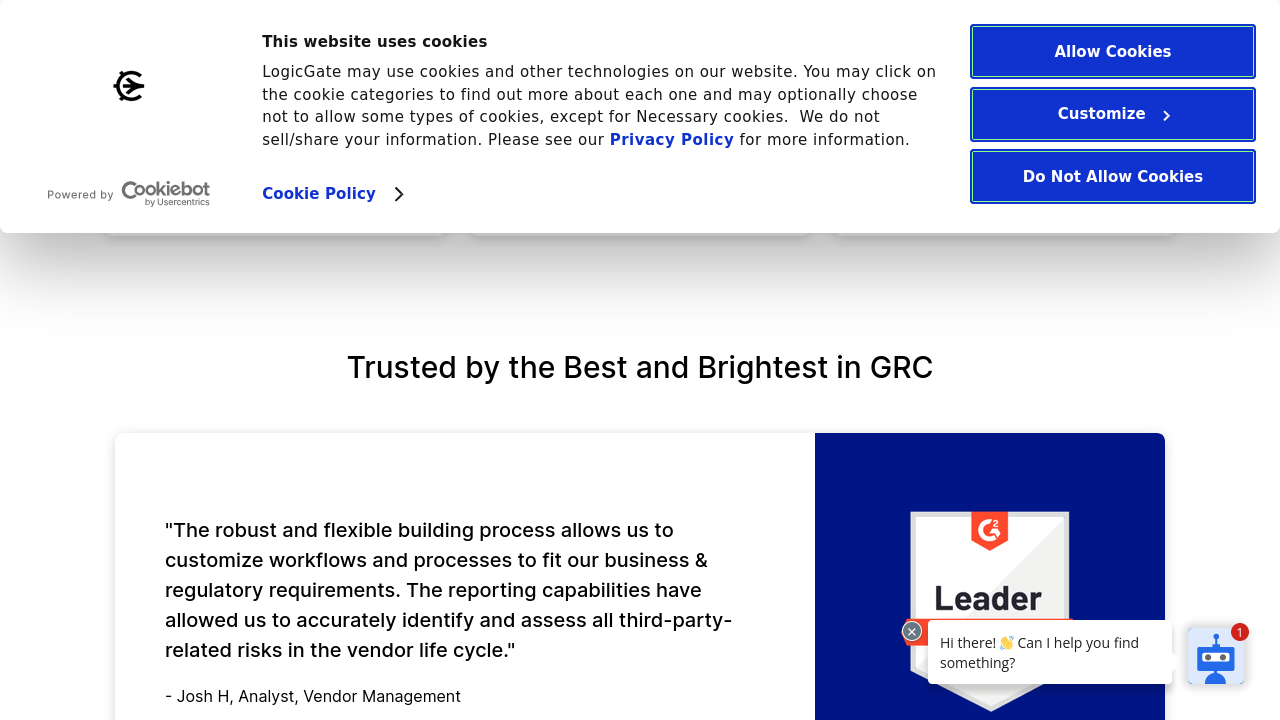 This website uses cookies
LogicGate may use cookies and other technologies on our website. You may click on
the cookie categories to find out more about each one and may optionally choose
not to allow some types of cookies, except for Necessary cookies.  We do not
sell/share your information. Please see our Privacy Policy for more information.
Cookie Policy
Powered by Cookiebot
by Usercentrics
Allow Cookies
Customize
Do Not Allow Cookies
Trusted by the Best and Brightest in GRC
"The robust and flexible building process allows us to
customize workflows and processes to fit our business &
regulatory requirements. The reporting capabilities have
allowed us to accurately identify and assess all third-party-
related risks in the vendor life cycle."
- Josh H, Analyst, Vendor Management
G2
Leader
Hi there! 👋 Can I help you find
something?
1